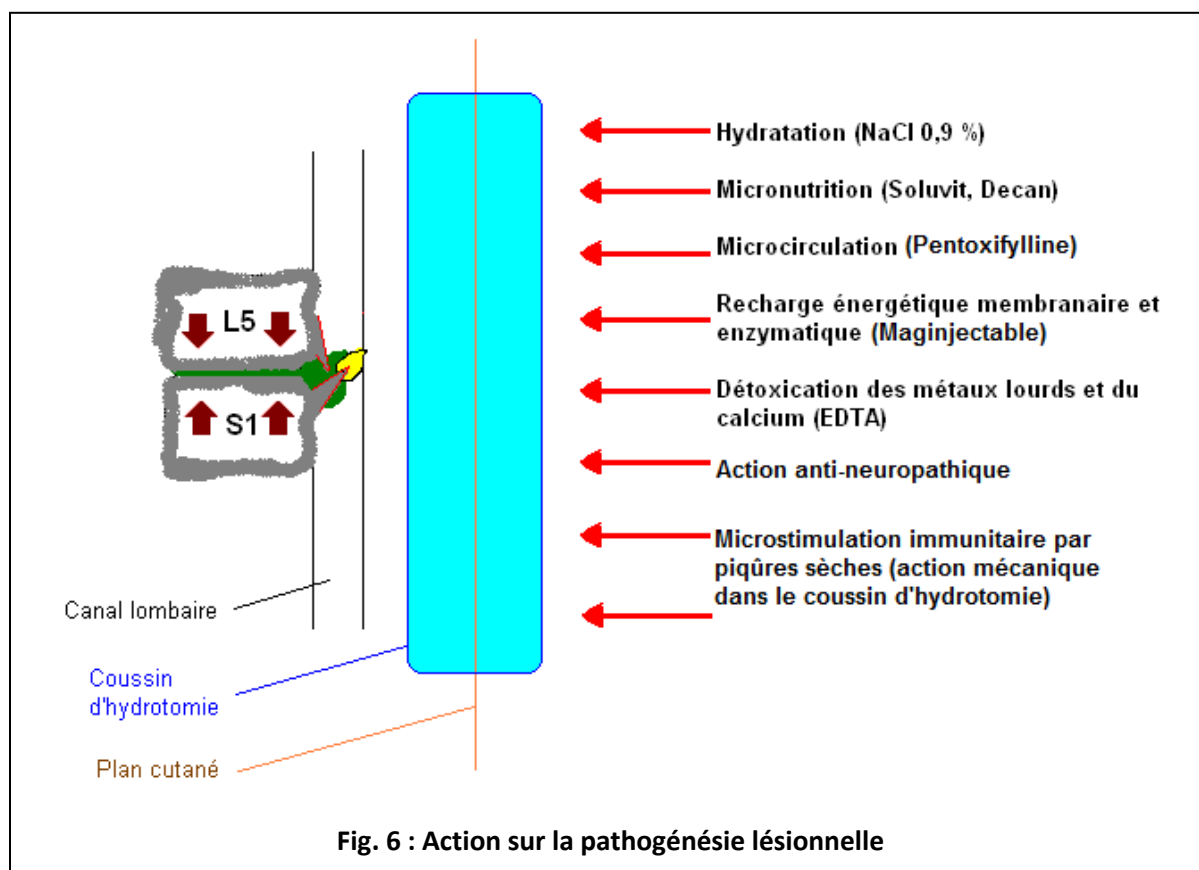 Hydratation (NaCl 0,9 %)
Micronutrition (Soluvit, Decan)
Microcirculation (Pentoxifylline)
Recharge énergétique membranaire et
enzymatique (Maginjectable)
Détoxication des métaux lourds et du
calcium (EDTA)
Action anti-neuropathique
Microstimulation immunitaire par
piqûres sèches (action mécanique
dans le coussin d'hydrotomie)
L5
S1
Canal lombaire
Coussin
d'hydrotomie
Plan cutané
Fig. 6 : Action sur la pathogénésie lésionnelle